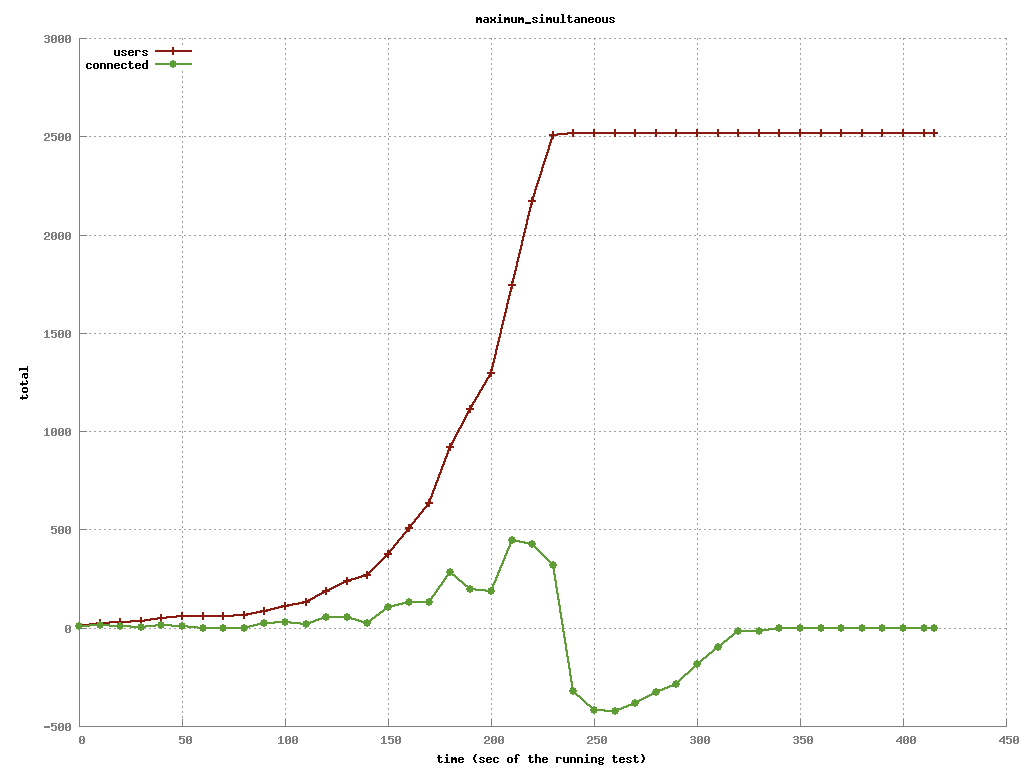 maximum_simultaneous
3000
2500
2000
1500
1000
500
0
-500
users
connected
total
0 50 100 150 200 250 300 350 400 450
time (sec of the running test)